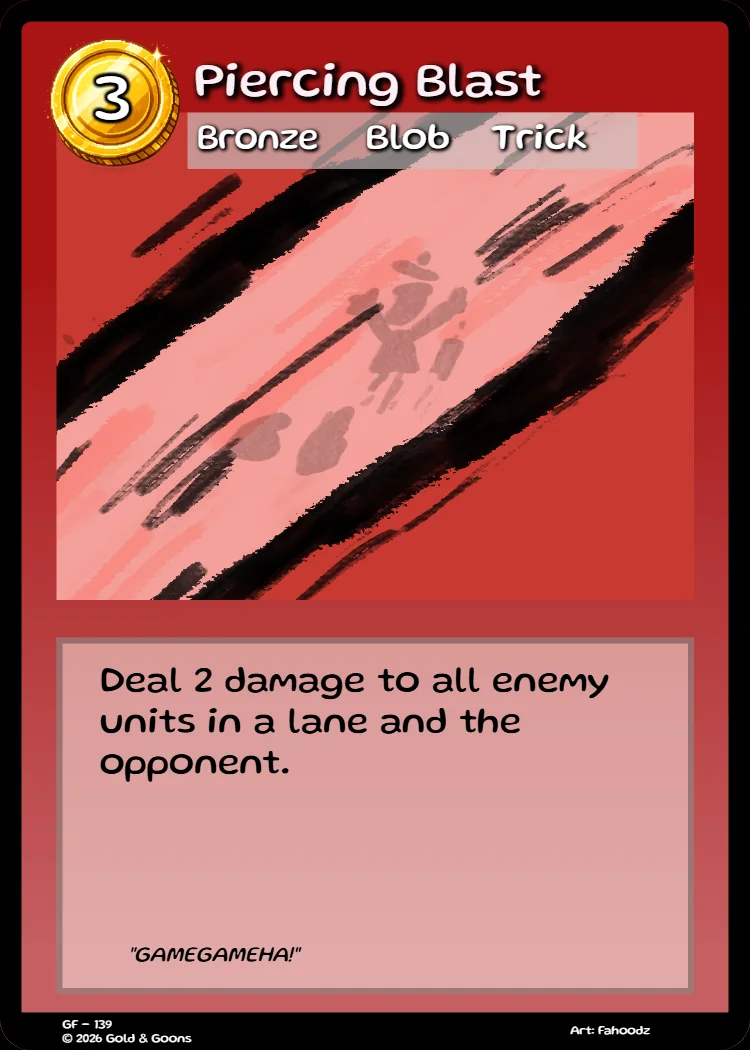 3
Piercing Blast
Bronze Blob Trick
Deal 2 damage to all enemy
units in a lane and the
opponent.
"GAMEGAMEHA!"
GF - 139
© 2026 Gold & Goons
Art: Fahoodz